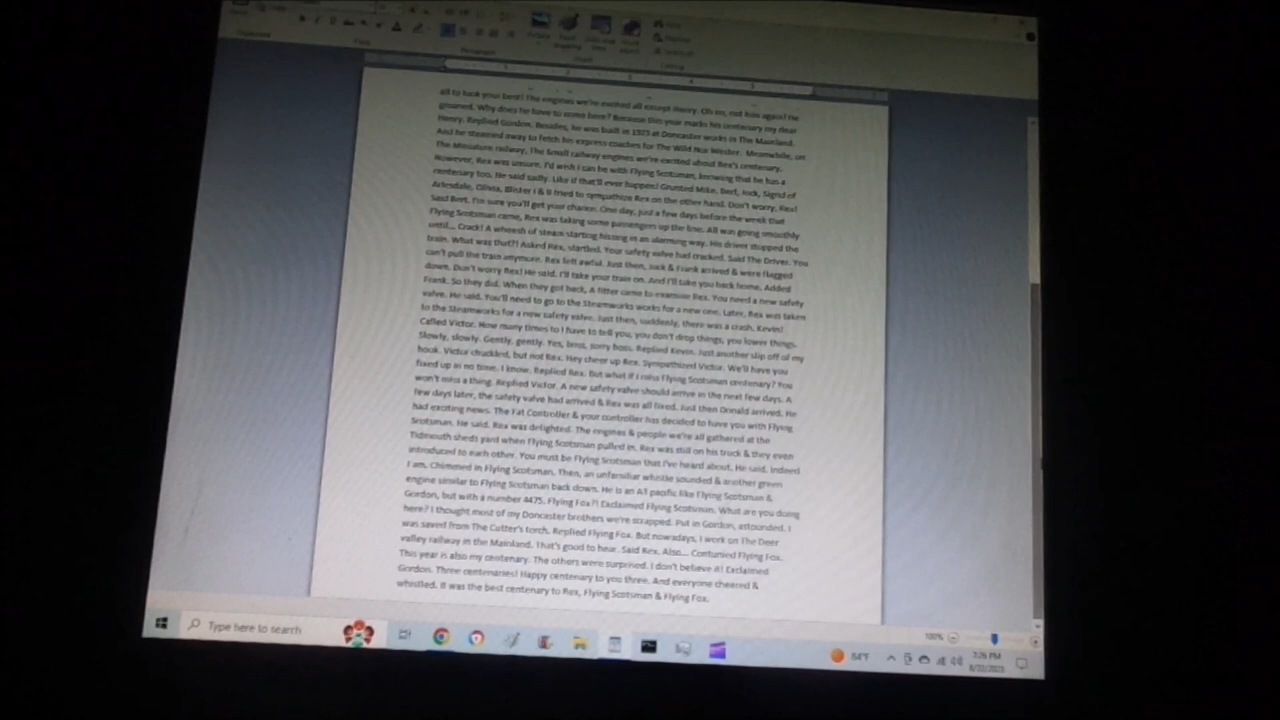 all to look your best! The engines we're excited all except Henry. Oh on, not him again! He
groaned. Why does he have to come here? Because this year marks his centenary my dear
Henry. Replied Gordon. Besides, he was built in 1923 at Doncaster works in The Mainland.
And he steamed away to fetch his express coaches for The Wild Nor Wester. Meanwhile, on
The Miniature railway, The Small railway engines we're excited about Rex's centenary.
However, Rex was unsure. I'd wish I can be with Flying Scotsman, knowing that he has a
centenary too. He said sadly. Like if that'll ever happen! Grunted Mike. Bert, Jock, Sigrid of
Arlesdale, Olivia, Blister I & II tried to sympathize Rex on the other hand. Don't worry, Rex!
Said Bert. I'm sure you'll get your chance. One day, just a few days before the week that
Flying Scotsman came, Rex was taking some passengers up the line. All was going smoothly
until... Crack! A wheesh of steam starting hissing in an alarming way. His driver stopped the
train. What was that?! Asked Rex, startled. Your safety valve had cracked. Said The Driver. You
can't pull the train anymore. Rex felt awful. Just then, Jock & Frank arrived & were flagged
down. Don't worry Rex! He said. I'll take your train on. And I'll take you back home. Added
Frank. So they did. When they got back, A fitter came to examine Rex. You need a new safety
valve. He said. You'll need to go to the Steamworks works for a new one. Later, Rex was taken
to the Steamworks for a new safety valve. Just then, suddenly, there was a crash. Kevin!
Called Victor. How many times to I have to tell you, you don't drop things, you lower things.
Slowly, slowly. Gently, gently. Yes, boss, sorry boss. Replied Kevin. Just another slip off of my
hook. Victor chuckled, but not Rex. Hey cheer up Rex. Sympathized Victor. We'll have you
fixed up in no time. I know. Replied Rex. But what if I miss Flying Scotsman centenary? You
won't miss a thing. Replied Victor. A new safety valve should arrive in the next few days. A
few days later, the safety valve had arrived & Rex was all fixed. Just then Donald arrived. He
had exciting news. The Fat Controller & your controller has decided to have you with Flying
Scotsman. He said. Rex was delighted. The engines & people we're all gathered at the
Tidmouth sheds yard when Flying Scotsman pulled in. Rex was still on his truck & they even
introduced to each other. You must be Flying Scotsman that I've heard about. He said. Indeed
I am. Chimmed in Flying Scotsman. Then, an unfamiliar whistle sounded & another green
engine similar to Flying Scotsman back down. He is an A3 pacific like Flying Scotsman &
Gordon, but with a number 4475. Flying Fox?! Exclaimed Flying Scotsman. What are you doing
here? I thought most of my Doncaster brothers we're scrapped. Put in Gordon, astounded. I
was saved from The Cutter's torch. Replied Flying Fox. But nowadays, I work on The Deer
valley railway in the Mainland. That's good to hear. Said Rex. Also... Contunied Flying Fox.
This year is also my centenary. The others were surprised. I don't believe it! Exclaimed
Gordon. Three centenaries! Happy centenary to you three. And everyone cheered &
whistled. It was the best centenary to Rex, Flying Scotsman & Flying Fox.
100%
Type here to search
84°F
7:26 PM
8/22/2023